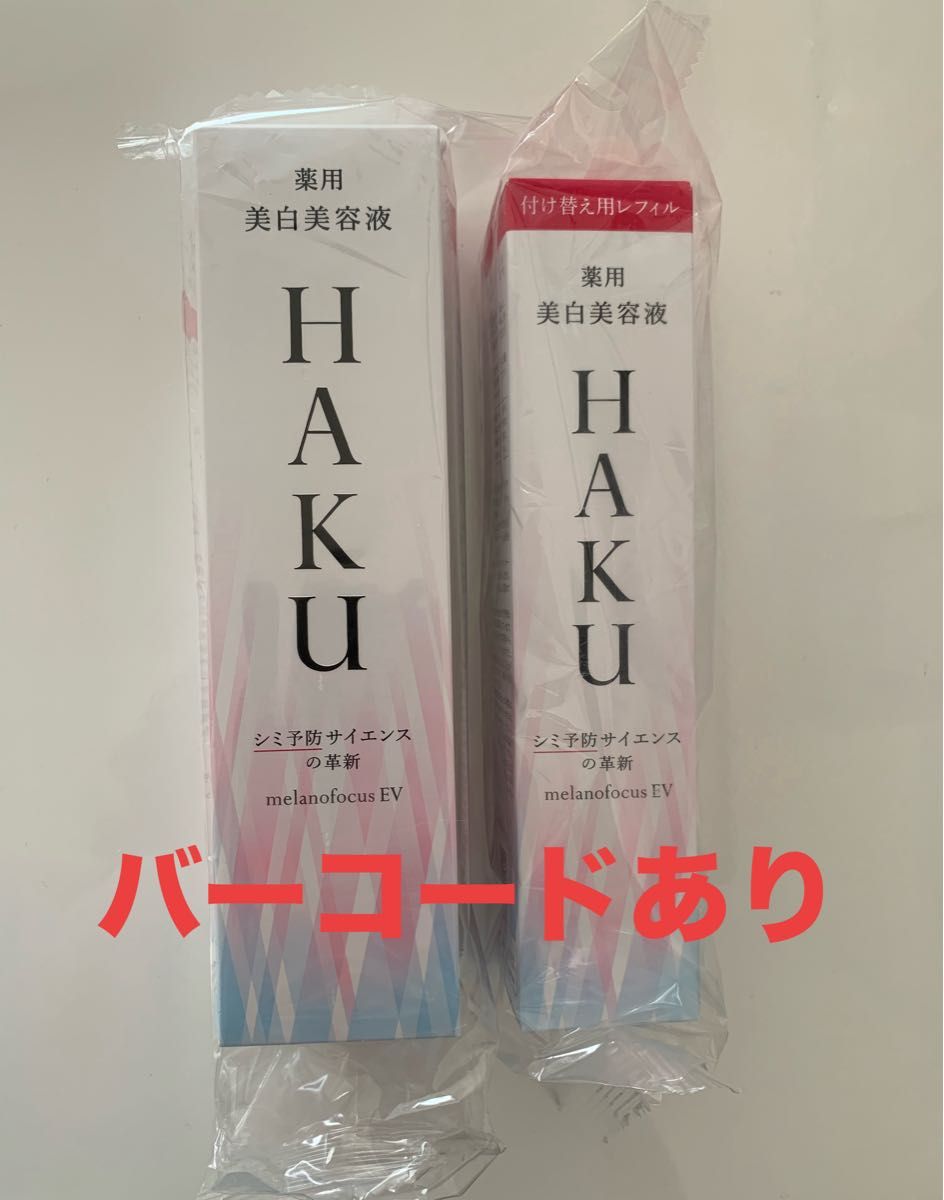 薬用
美白美容液
HAKU
シミ予防サイエンス
の革新
melanofocus EV
付け替え用レフィル
薬用
美白美容液
HAKU
シミ予防サイエンス
の革新
melanofocus EV
バーコードあり